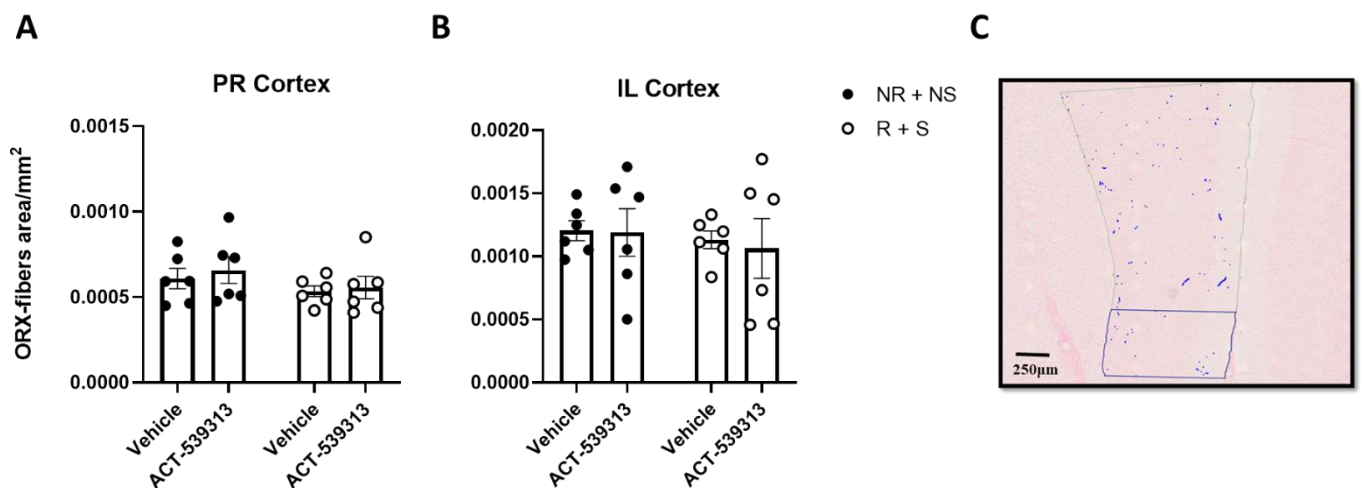 A
PR Cortex
ORX-fibers area/mm²
0.0015
0.0010
0.0005
0.0000
Vehicle
ACT-539313
Vehicle
ACT-539313
B
IL Cortex
0.0020
0.0015
0.0010
0.0005
0.0000
Vehicle
ACT-539313
Vehicle
ACT-539313
NR + NS
R + S
C
250μm